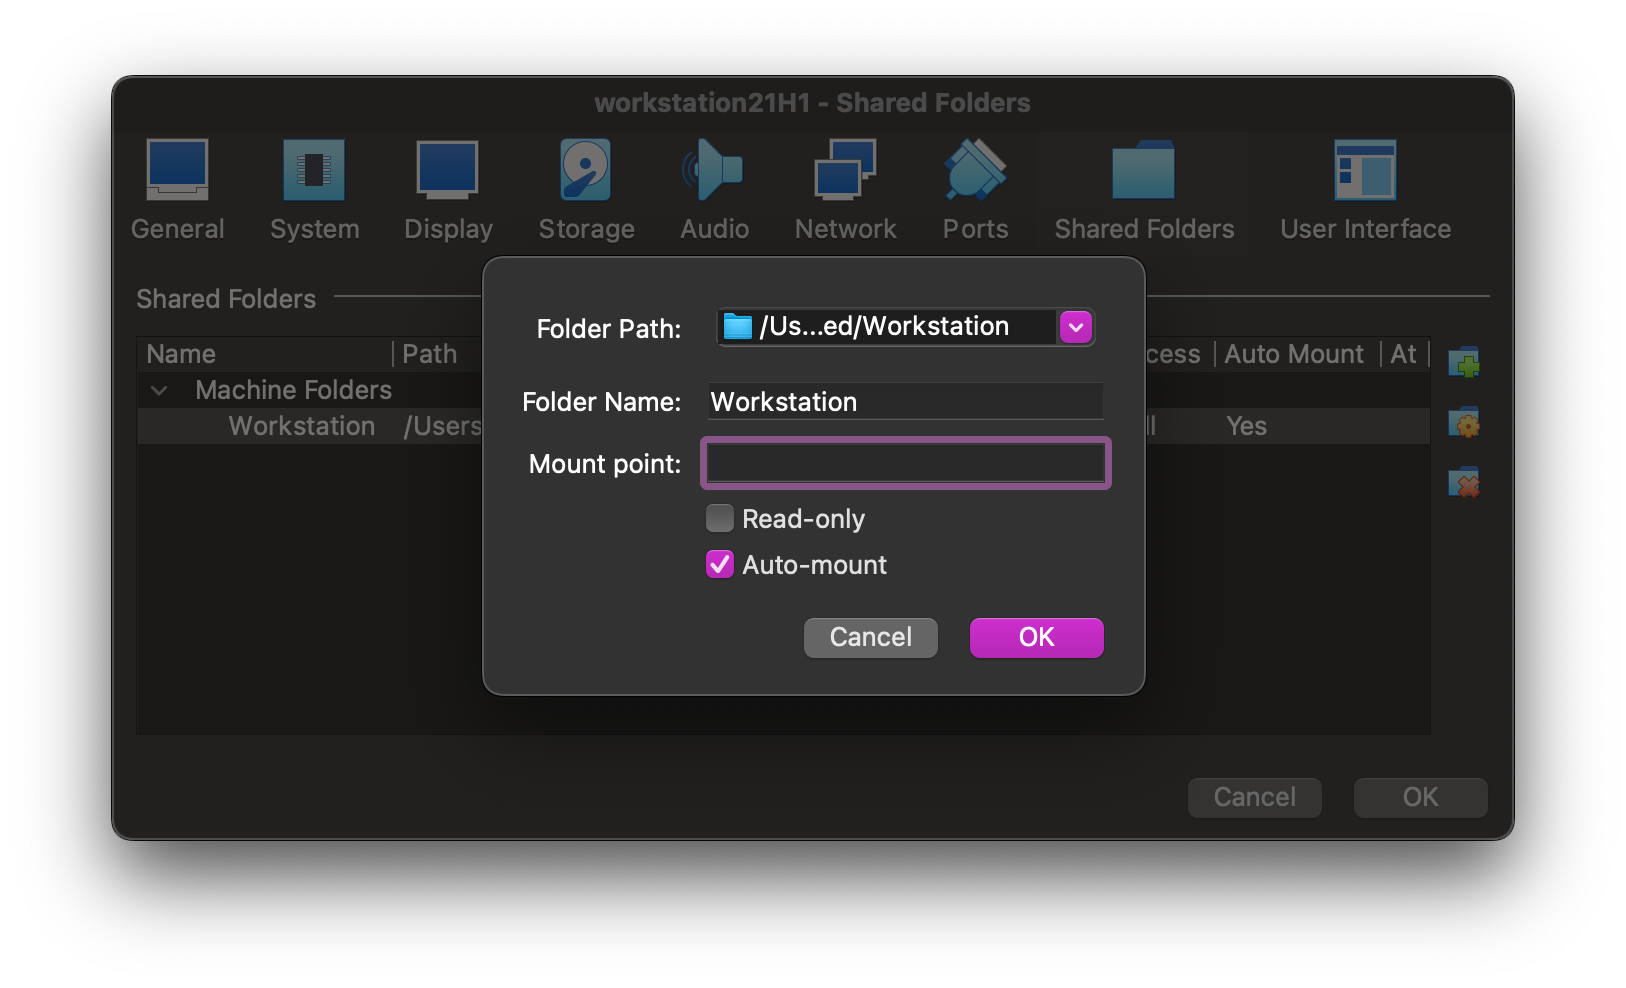 workstation21H1 - Shared Folders
General System Display Storage Audio Network Ports Shared Folders User Interface
Shared Folders
Name Path Auto Mount At
Machine Folders
Workstation /Users Yes
Folder Path: /Us...ed/Workstation
Folder Name: Workstation
Mount point:
Read-only
Auto-mount
Cancel OK
Cancel OK